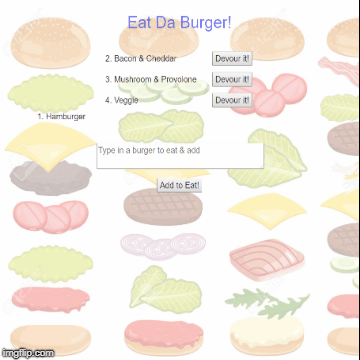 Eat Da Burger!
2. Bacon & Cheddar Devour it!
3. Mushroom & Provolone Devour it!
4. Veggie Devour it!
1. Hamburger
Type in a burger to eat & add
Add to Eat!
imgflip.com